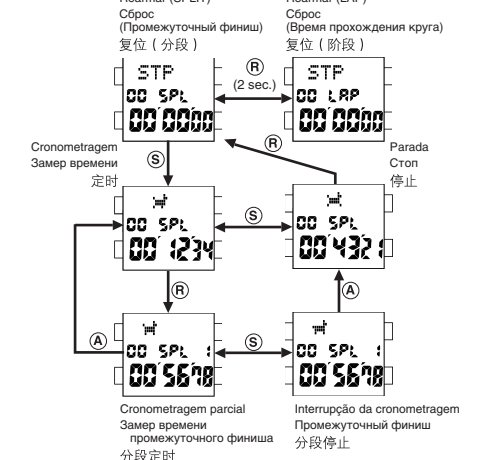 Rearmar (SPLIT)
Сброс
(Промежуточный финиш)
复位(分段)
Rearmar (LAP)
Сброс
(Время прохождения круга)
复位(阶段)
STP
00 SPL
00'00'00
R
(2 sec.)
STP
00 LAP
00'00'00
Cronometragem
Замер времени
定时
S
R
Parada
Стоп
停止
00 SPL
00'12'34
S
00 SPL
00'43'21
A
R
A
00 SPL 1
00'56'78
S
00 SPL 1
00'56'78
Cronometragem parcial
Замер времени
промежуточного финиша
分段定时
Interrupção da cronometragem
Промежуточный финиш
分段停止